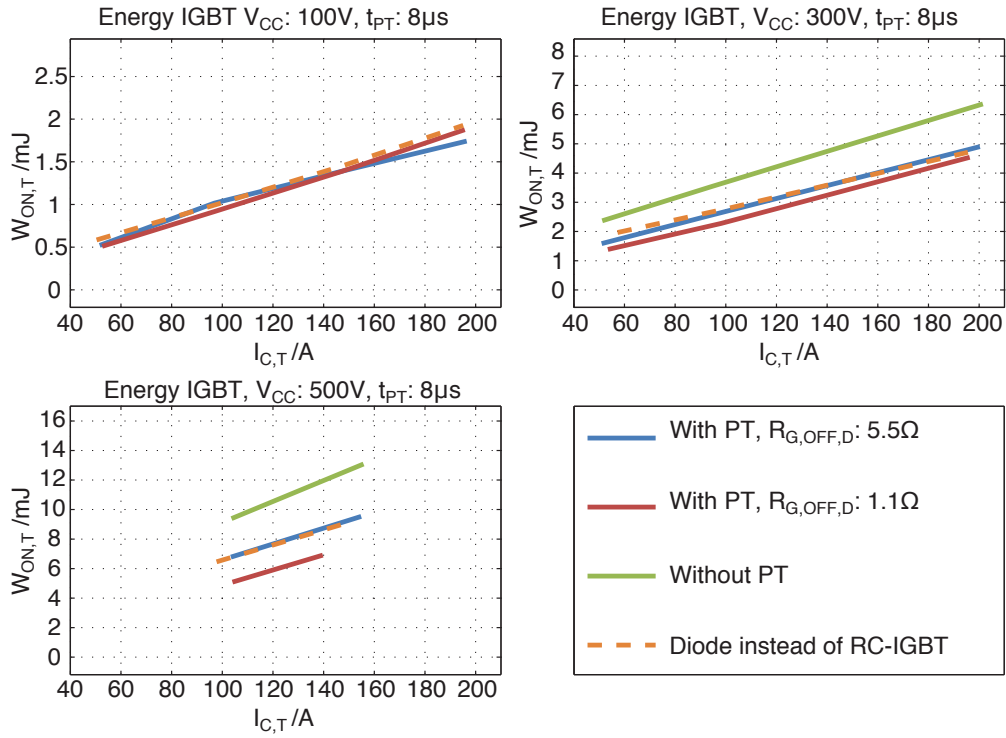 Energy IGBT V_CC: 100V, t_PT: 8µs
W_ON,T /mJ
2.5
2
1.5
1
0.5
0
40 60 80 100 120 140 160 180 200
I_C,T /A
Energy IGBT, V_CC: 300V, t_PT: 8µs
W_ON,T /mJ
8
7
6
5
4
3
2
1
0
40 60 80 100 120 140 160 180 200
I_C,T /A
Energy IGBT, V_CC: 500V, t_PT: 8µs
W_ON,T /mJ
16
14
12
10
8
6
4
2
0
40 60 80 100 120 140 160 180 200
I_C,T /A
With PT, R_G,OFF,D: 5.5Ω
With PT, R_G,OFF,D: 1.1Ω
Without PT
Diode instead of RC-IGBT